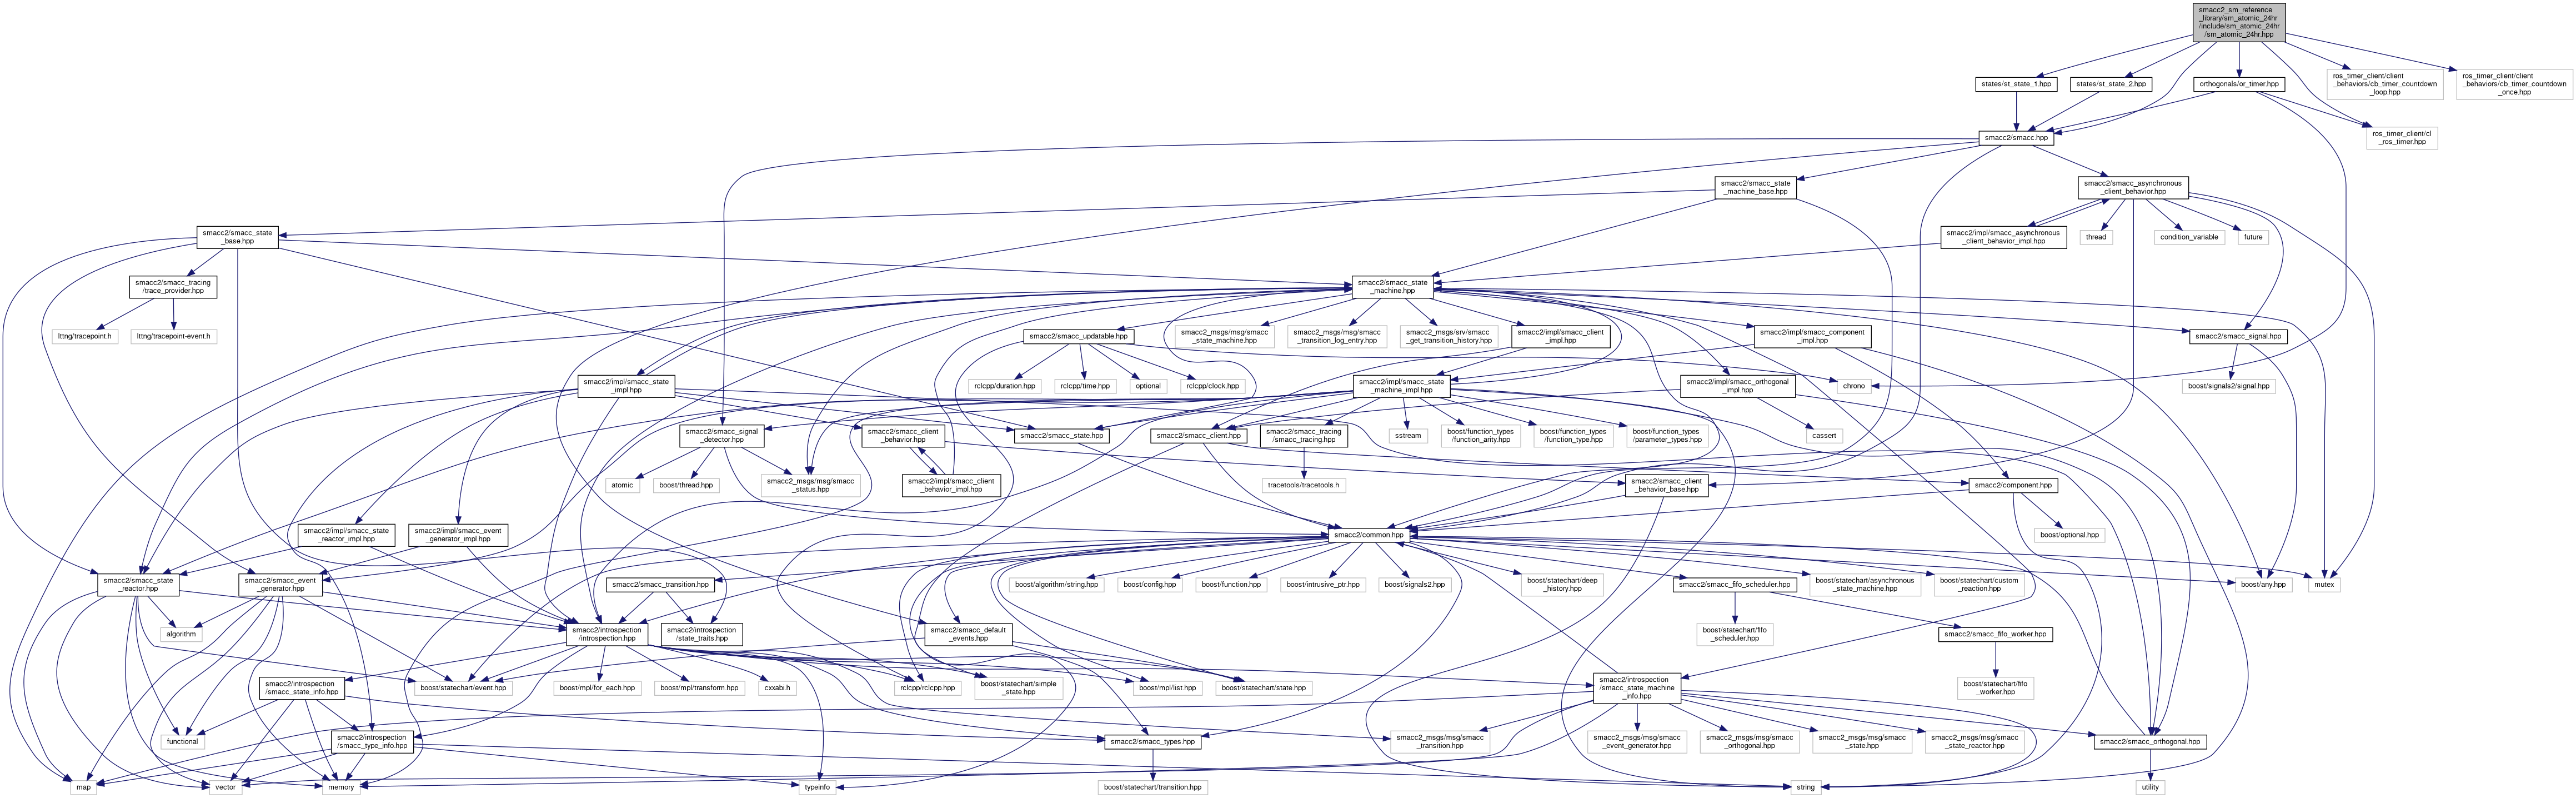 smacc2_sm_reference
_library/sm_atomic_24hr
/include/sm_atomic_24hr
/sm_atomic_24hr.hpp
states/st_state_1.hpp
states/st_state_2.hpp
orthogonals/or_timer.hpp
ros_timer_client/client
_behaviors/cb_timer_countdown
_loop.hpp
ros_timer_client/client
_behaviors/cb_timer_countdown
_once.hpp
smacc2/smacc.hpp
ros_timer_client/cl
_ros_timer.hpp
smacc2/smacc_state
_machine_base.hpp
smacc2/smacc_asynchronous
_client_behavior.hpp
smacc2/smacc_state
_base.hpp
smacc2/impl/smacc_asynchronous
_client_behavior_impl.hpp
thread
condition_variable
future
smacc2/smacc_tracing
/trace_provider.hpp
smacc2/smacc_state
_machine.hpp
lttng/tracepoint.h
lttng/tracepoint-event.h
smacc2/smacc_updatable.hpp
smacc2_msgs/msg/smacc
_state_machine.hpp
smacc2_msgs/msg/smacc
_transition_log_entry.hpp
smacc2_msgs/srv/smacc
_get_transition_history.hpp
smacc2/impl/smacc_client
_impl.hpp
smacc2/impl/smacc_component
_impl.hpp
smacc2/smacc_signal.hpp
smacc2/impl/smacc_state
_impl.hpp
rclcpp/duration.hpp
rclcpp/time.hpp
optional
rclcpp/clock.hpp
smacc2/impl/smacc_state
_machine_impl.hpp
smacc2/impl/smacc_orthogonal
_impl.hpp
chrono
boost/signals2/signal.hpp
smacc2/smacc_signal
_detector.hpp
smacc2/smacc_client
_behavior.hpp
smacc2/smacc_state.hpp
smacc2/smacc_client.hpp
smacc2/smacc_tracing
/smacc_tracing.hpp
sstream
boost/function_types
/function_arity.hpp
boost/function_types
/function_type.hpp
boost/function_types
/parameter_types.hpp
cassert
atomic
boost/thread.hpp
smacc2_msgs/msg/smacc
_status.hpp
smacc2/impl/smacc_client
_behavior_impl.hpp
tracetools/tracetools.h
smacc2/smacc_client
_behavior_base.hpp
smacc2/component.hpp
smacc2/impl/smacc_state
_reactor_impl.hpp
smacc2/impl/smacc_event
_generator_impl.hpp
smacc2/common.hpp
boost/optional.hpp
smacc2/smacc_state
_reactor.hpp
smacc2/smacc_event
_generator.hpp
smacc2/smacc_transition.hpp
boost/algorithm/string.hpp
boost/config.hpp
boost/function.hpp
boost/intrusive_ptr.hpp
boost/signals2.hpp
boost/statechart/deep
_history.hpp
smacc2/smacc_fifo_scheduler.hpp
boost/statechart/asynchronous
_state_machine.hpp
boost/statechart/custom
_reaction.hpp
boost/any.hpp
mutex
algorithm
smacc2/introspection
/introspection.hpp
smacc2/introspection
/state_traits.hpp
smacc2/smacc_default
_events.hpp
boost/statechart/fifo
_scheduler.hpp
smacc2/smacc_fifo_worker.hpp
smacc2/introspection
/smacc_state_info.hpp
boost/statechart/event.hpp
boost/mpl/for_each.hpp
boost/mpl/transform.hpp
cxxabi.h
rclcpp/rclcpp.hpp
boost/statechart/simple
_state.hpp
boost/mpl/list.hpp
boost/statechart/state.hpp
smacc2/introspection
/smacc_state_machine
_info.hpp
boost/statechart/fifo
_worker.hpp
functional
smacc2/introspection
/smacc_type_info.hpp
smacc2/smacc_types.hpp
smacc2_msgs/msg/smacc
_transition.hpp
smacc2_msgs/msg/smacc
_event_generator.hpp
smacc2_msgs/msg/smacc
_orthogonal.hpp
smacc2_msgs/msg/smacc
_state.hpp
smacc2_msgs/msg/smacc
_state_reactor.hpp
smacc2/smacc_orthogonal.hpp
map
vector
memory
typeinfo
boost/statechart/transition.hpp
string
utility